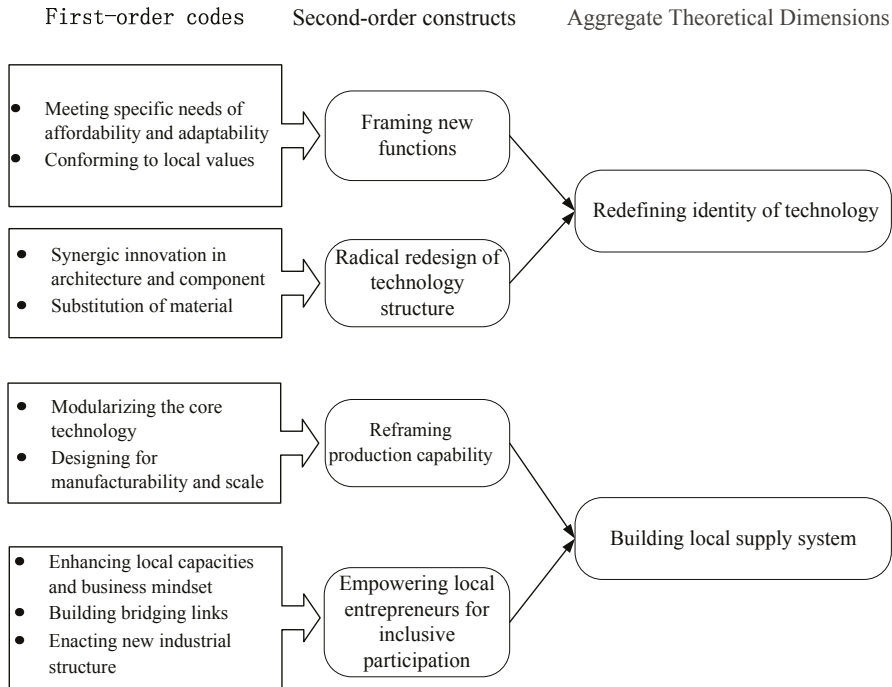 First-order codes
Second-order constructs
Aggregate Theoretical Dimensions
● Meeting specific needs of
affordability and adaptability
● Conforming to local values
Framing new
functions
Redefining identity of technology
● Synergic innovation in
architecture and component
● Substitution of material
Radical redesign of
technology
structure
● Modularizing the core
technology
● Designing for
manufacturability and scale
Reframing
production capability
Building local supply system
● Enhancing local capacities
and business mindset
● Building bridging links
● Enacting new industrial
structure
Empowering local
entrepreneurs for
inclusive
participation